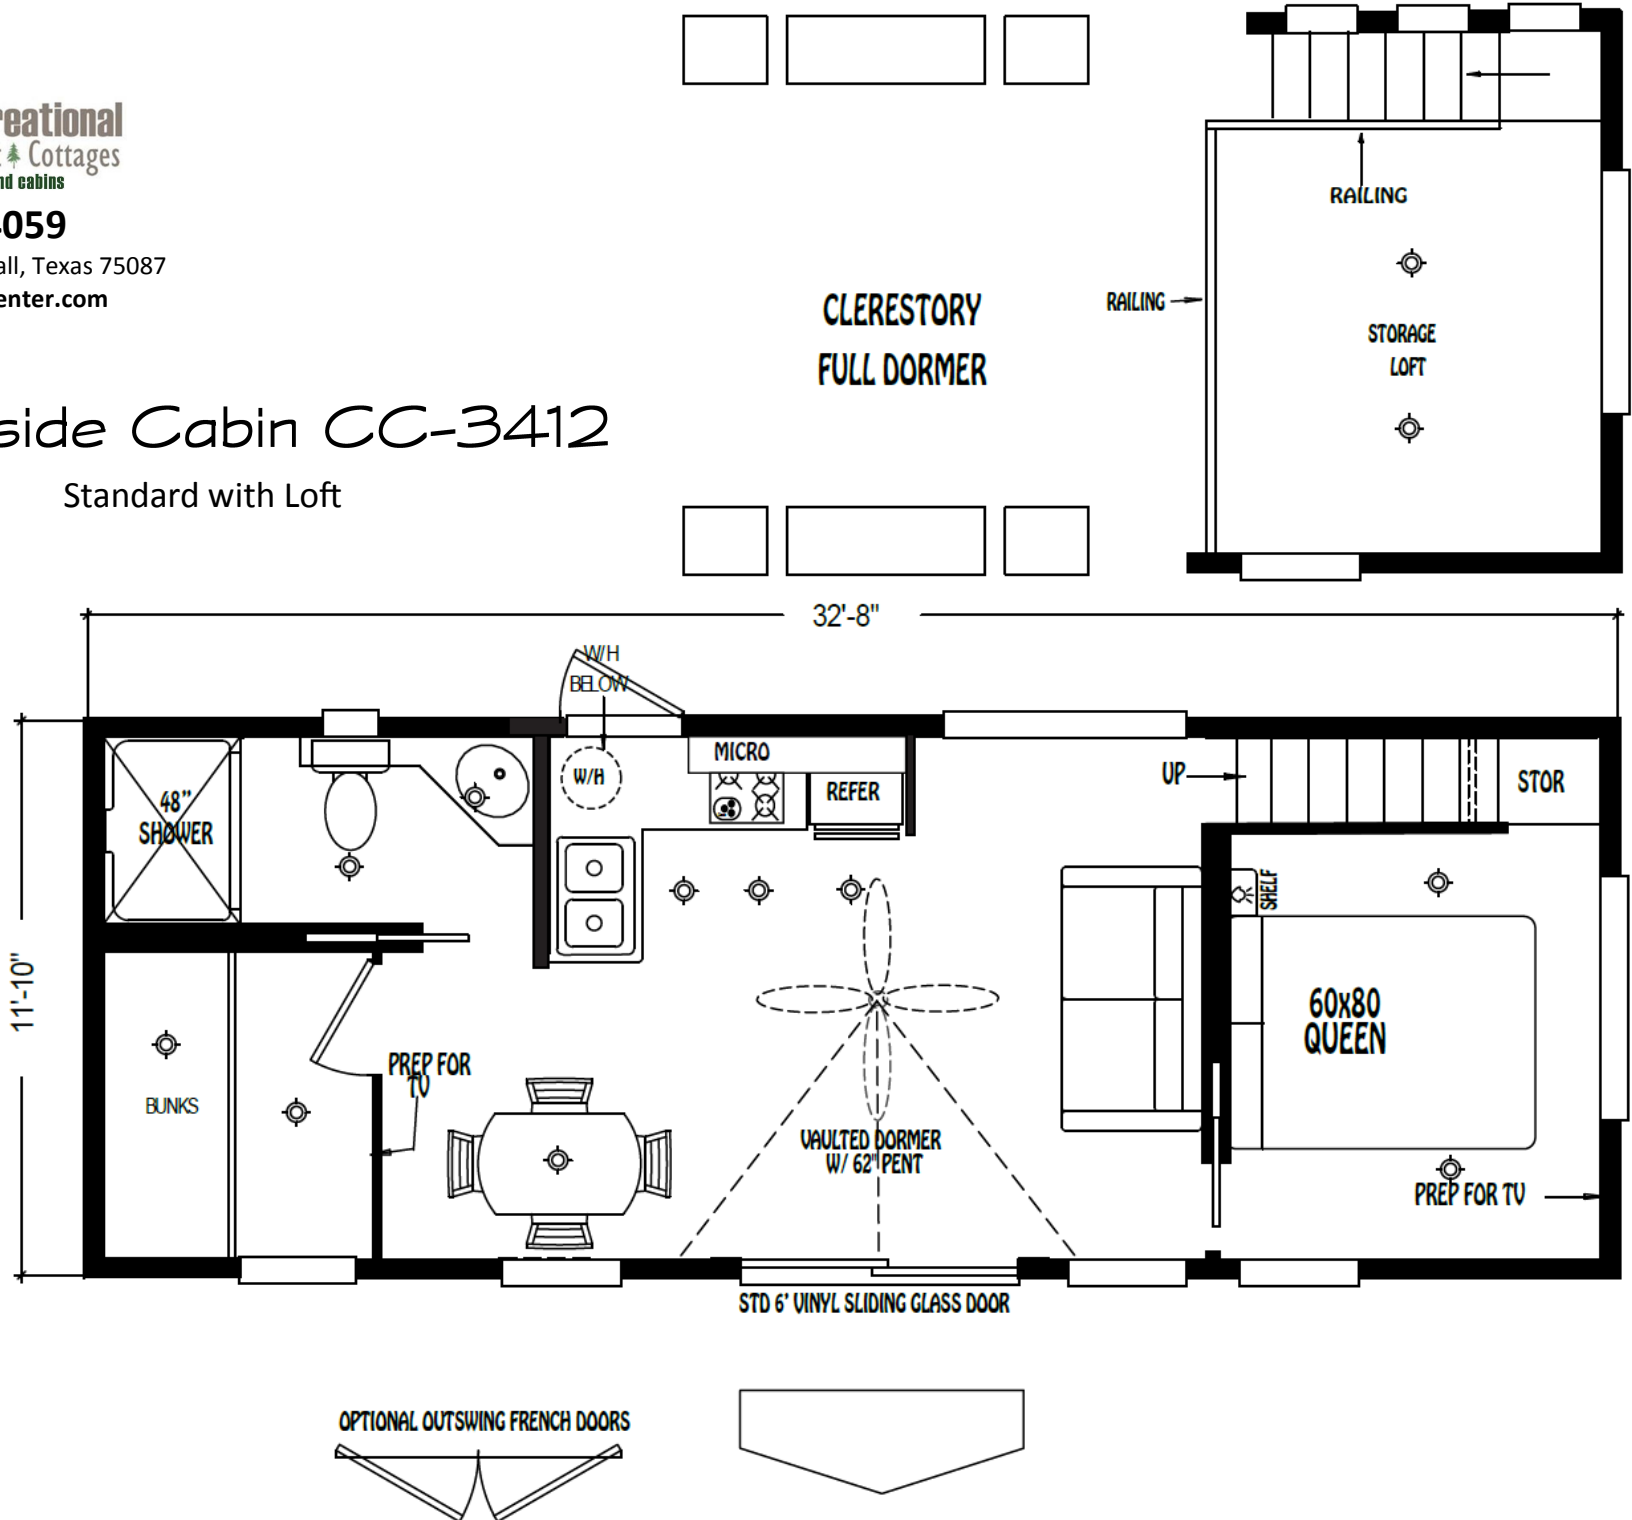 reational
Cottages
nd cabins
059
all, Texas 75087
enter.com
side Cabin CC-3412
Standard with Loft
CLERESTORY
FULL DORMER
RAILING
RAILING
STORAGE
LOFT
32'-8"
11'-10"
W/H
BELOW
W/H
MICRO
REFER
48"
SHOWER
UP
STOR
SHELF
60x80
QUEEN
BUNKS
PREP FOR
TV
VAULTED DORMER
W/ 62" PENT
PREP FOR TV
STD 6' VINYL SLIDING GLASS DOOR
OPTIONAL OUTSWING FRENCH DOORS